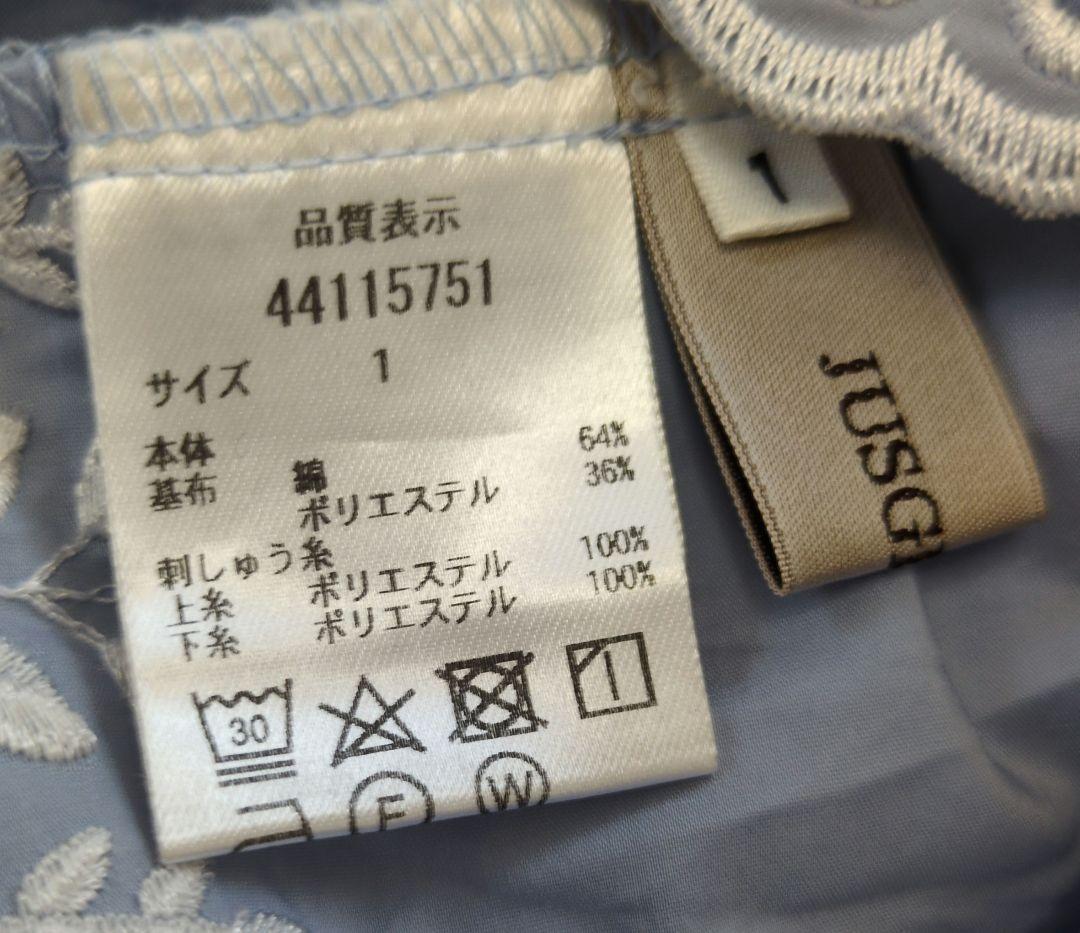 品質表示
44115751
サイズ 1
本体
基布 綿 64%
ポリエステル 36%
刺しゅう糸
上糸 ポリエステル 100%
下糸 ポリエステル 100%
30
F
W
1
JUSG